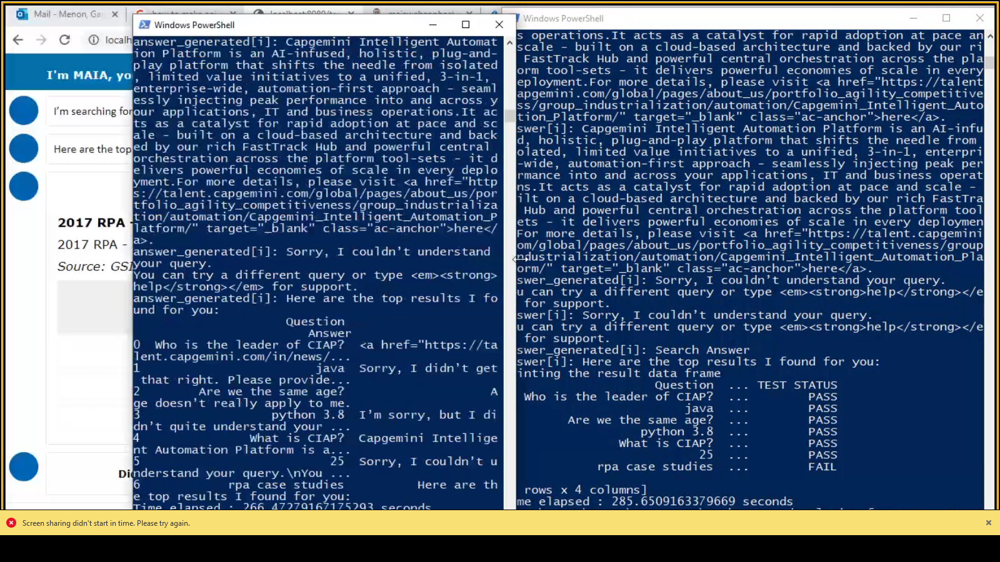 Mail - Menon, Ga
Windows PowerShell
localh
I'm MAIA, yo
I'm searching for
Here are the top
2017 RPA -
2017 RPA -
Source: GSI
Di
answer_generated[i]: Capgemini Intelligent Automat
ion Platform is an AI-infused, holistic, plug-and-
play platform that shifts the needle from isolated
, limited value initiatives to a unified, 3-in-1,
enterprise-wide, automation-first approach - seaml
essly injecting peak performance into and across y
our applications, IT and business operations.It ac
ts as a catalyst for rapid adoption at pace and sc
ale - built on a cloud-based architecture and back
ed by our rich FastTrack Hub and powerful central
orchestration across the platform tool-sets - it d
elivers powerful economies of scale in every deplo
yment.For more details, please visit <a href="http
s://talent.capgemini.com/global/pages/about_us/por
tfolio_agility_competitiveness/group_industrializa
tion/automation/Capgemini_Intelligent_Automation_P
latform/" target="_blank" class="ac-anchor">here</
a>.
answer_generated[i]: Sorry, I couldn't understand
your query.
You can try a different query or type <em><strong>
help</strong></em> for support.
answer_generated[i]: Here are the top results I fo
und for you:
Question
Answer
0 Who is the leader of CIAP? <a href="https://ta
lent.capgemini.com/in/news/...
1 java Sorry, I didn't get
that right. Please provide...
2 Are we the same age? A
ge doesn't really apply to me.
3 python 3.8 I'm sorry, but I di
dn't quite understand your ...
4 What is CIAP? Capgemini Intellige
nt Automation Platform is a...
5 25 Sorry, I couldn't u
nderstand your query.\nYou ...
6 rpa case studies Here are th
e top results I found for you:
Time elapsed : 266.47279167175293 seconds
Windows PowerShell
s operations.It acts as a catalyst for rapid adoption at pace an
scale - built on a cloud-based architecture and backed by our ri
FastTrack Hub and powerful central orchestration across the pla
orm tool-sets - it delivers powerful economies of scale in every
eployment.For more details, please visit <a href="https://talent
apgemini.com/global/pages/about_us/portfolio_agility_competitive
ss/group_industrialization/automation/Capgemini_Intelligent_Auto
tion_Platform/" target="_blank" class="ac-anchor">here</a>.
swer[i]: Capgemini Intelligent Automation Platform is an AI-infu
d, holistic, plug-and-play platform that shifts the needle from
olated, limited value initiatives to a unified, 3-in-1, enterpri
-wide, automation-first approach - seamlessly injecting peak per
rmance into and across your applications, IT and business operat
ns.It acts as a catalyst for rapid adoption at pace and scale -
ilt on a cloud-based architecture and backed by our rich FastTra
Hub and powerful central orchestration across the platform tool
ets - it delivers powerful economies of scale in every deploymen
For more details, please visit <a href="https://talent.capgemini
om/global/pages/about_us/portfolio_agility_competitiveness/group
ndustrialization/automation/Capgemini_Intelligent_Automation_Pla
orm/" target="_blank" class="ac-anchor">here</a>.
swer_generated[i]: Sorry, I couldn't understand your query.
u can try a different query or type <em><strong>help</strong></e
for support.
swer[i]: Sorry, I couldn't understand your query.
u can try a different query or type <em><strong>help</strong></e
for support.
swer_generated[i]: Search Answer
swer[i]: Here are the top results I found for you:
inting the result data frame
Question ... TEST STATUS
Who is the leader of CIAP? ... PASS
java ... PASS
Are we the same age? ... PASS
python 3.8 ... PASS
What is CIAP? ... PASS
25 ... PASS
rpa case studies ... FAIL
rows x 4 columns]
me elapsed : 285.6509163379669 seconds
Screen sharing didn't start in time. Please try again.